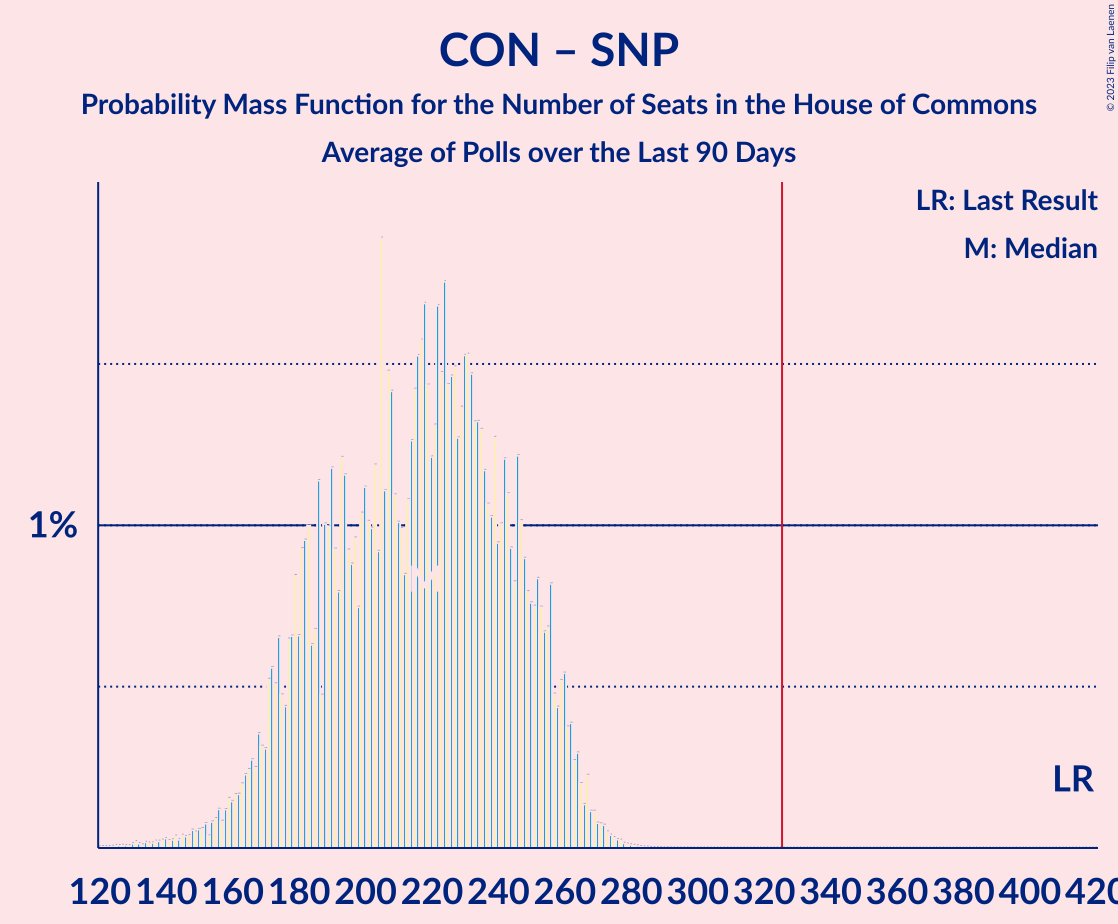 CON – SNP
Probability Mass Function for the Number of Seats in the House of Commons
Average of Polls over the Last 90 Days
© 2023 Filip van Laenen
LR: Last Result
M: Median
1%
M
LR
120 140 160 180 200 220 240 260 280 300 320 340 360 380 400 420